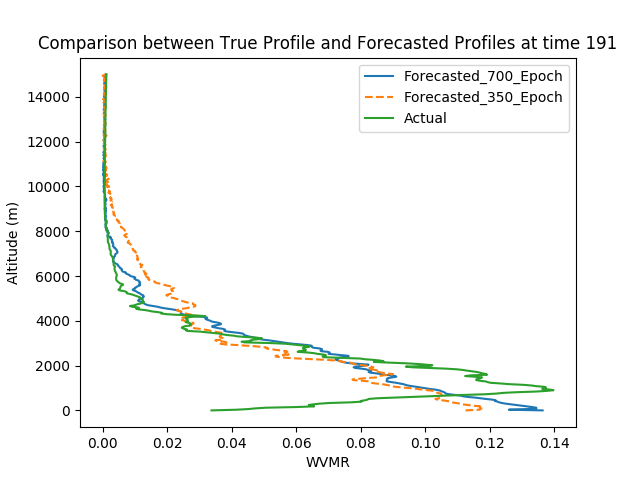 Comparison between True Profile and Forecasted Profiles at time 191
Forecasted_700_Epoch
Forecasted_350_Epoch
Actual
14000
12000
10000
8000
6000
4000
2000
0
Altitude (m)
0.00 0.02 0.04 0.06 0.08 0.10 0.12 0.14
WVMR